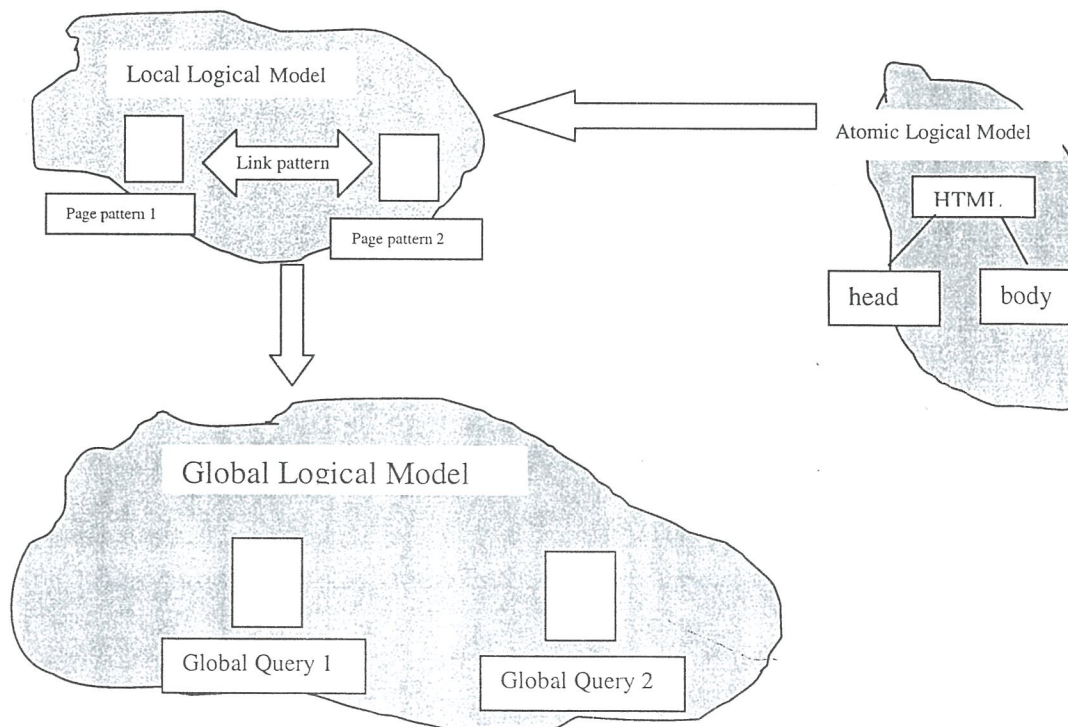 Local Logical Model
Link pattern
Page pattern 1
Page pattern 2
Atomic Logical Model
HTML
head
body
Global Logical Model
Global Query 1
Global Query 2